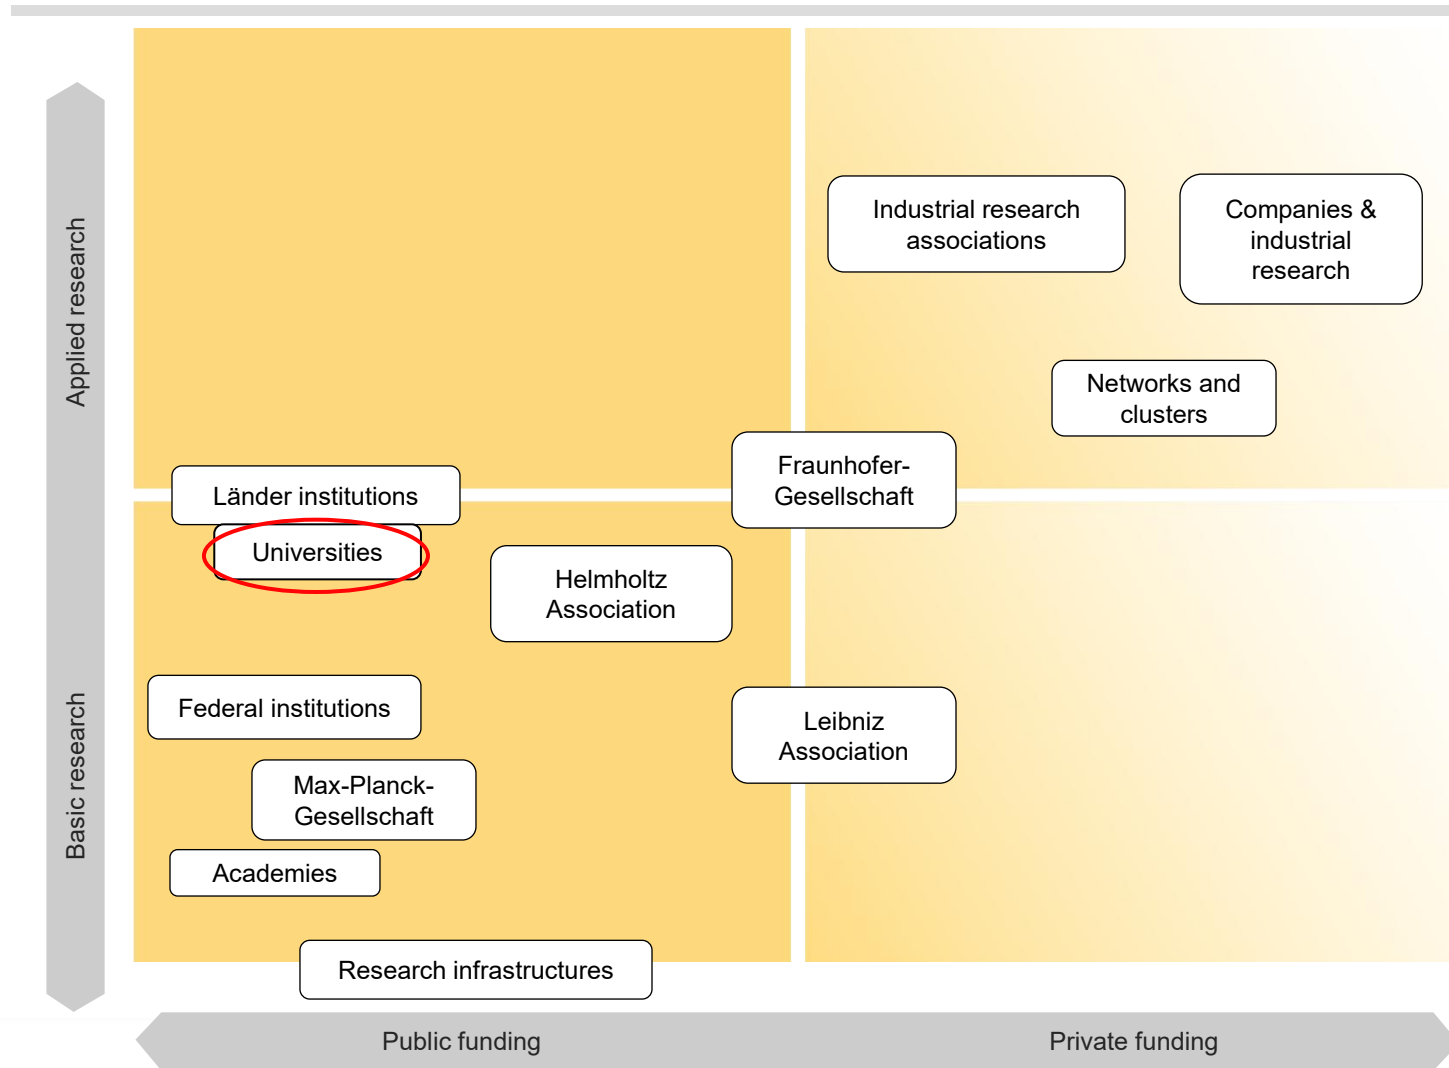 Applied research
Basic research
Industrial research
associations
Companies &
industrial
research
Networks and
clusters
Fraunhofer-
Gesellschaft
Länder institutions
Universities
Helmholtz
Association
Federal institutions
Leibniz
Association
Max-Planck-
Gesellschaft
Academies
Research infrastructures
Public funding
Private funding